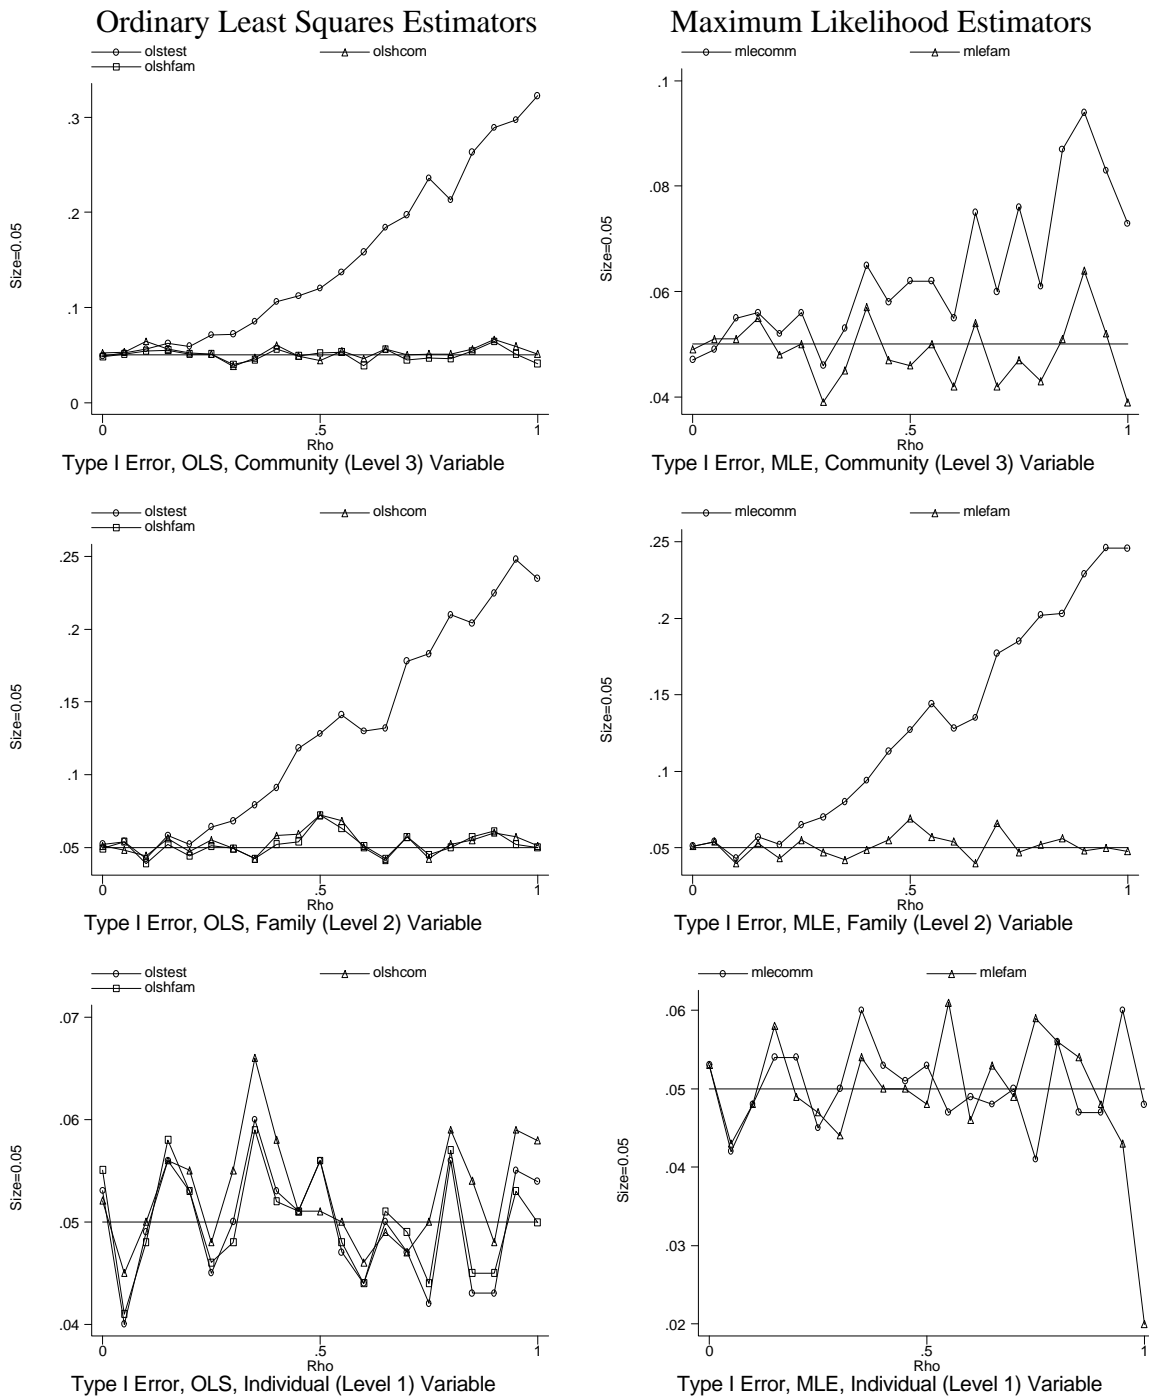 Ordinary Least Squares Estimators
Maximum Likelihood Estimators
olstest
olshcom
olshfam
.3
.2
.1
0
Size=0.05
0
.5
1
Rho
Type I Error, OLS, Community (Level 3) Variable
mlecomm
mlefam
.1
.08
.06
.04
Size=0.05
0
.5
1
Rho
Type I Error, MLE, Community (Level 3) Variable
olstest
olshcom
olshfam
.25
.2
.15
.1
.05
Size=0.05
0
.5
1
Rho
Type I Error, OLS, Family (Level 2) Variable
mlecomm
mlefam
.25
.2
.15
.1
.05
Size=0.05
0
.5
1
Rho
Type I Error, MLE, Family (Level 2) Variable
olstest
olshcom
olshfam
.07
.06
.05
.04
Size=0.05
0
.5
1
Rho
Type I Error, OLS, Individual (Level 1) Variable
mlecomm
mlefam
.06
.05
.04
.03
.02
Size=0.05
0
.5
1
Rho
Type I Error, MLE, Individual (Level 1) Variable